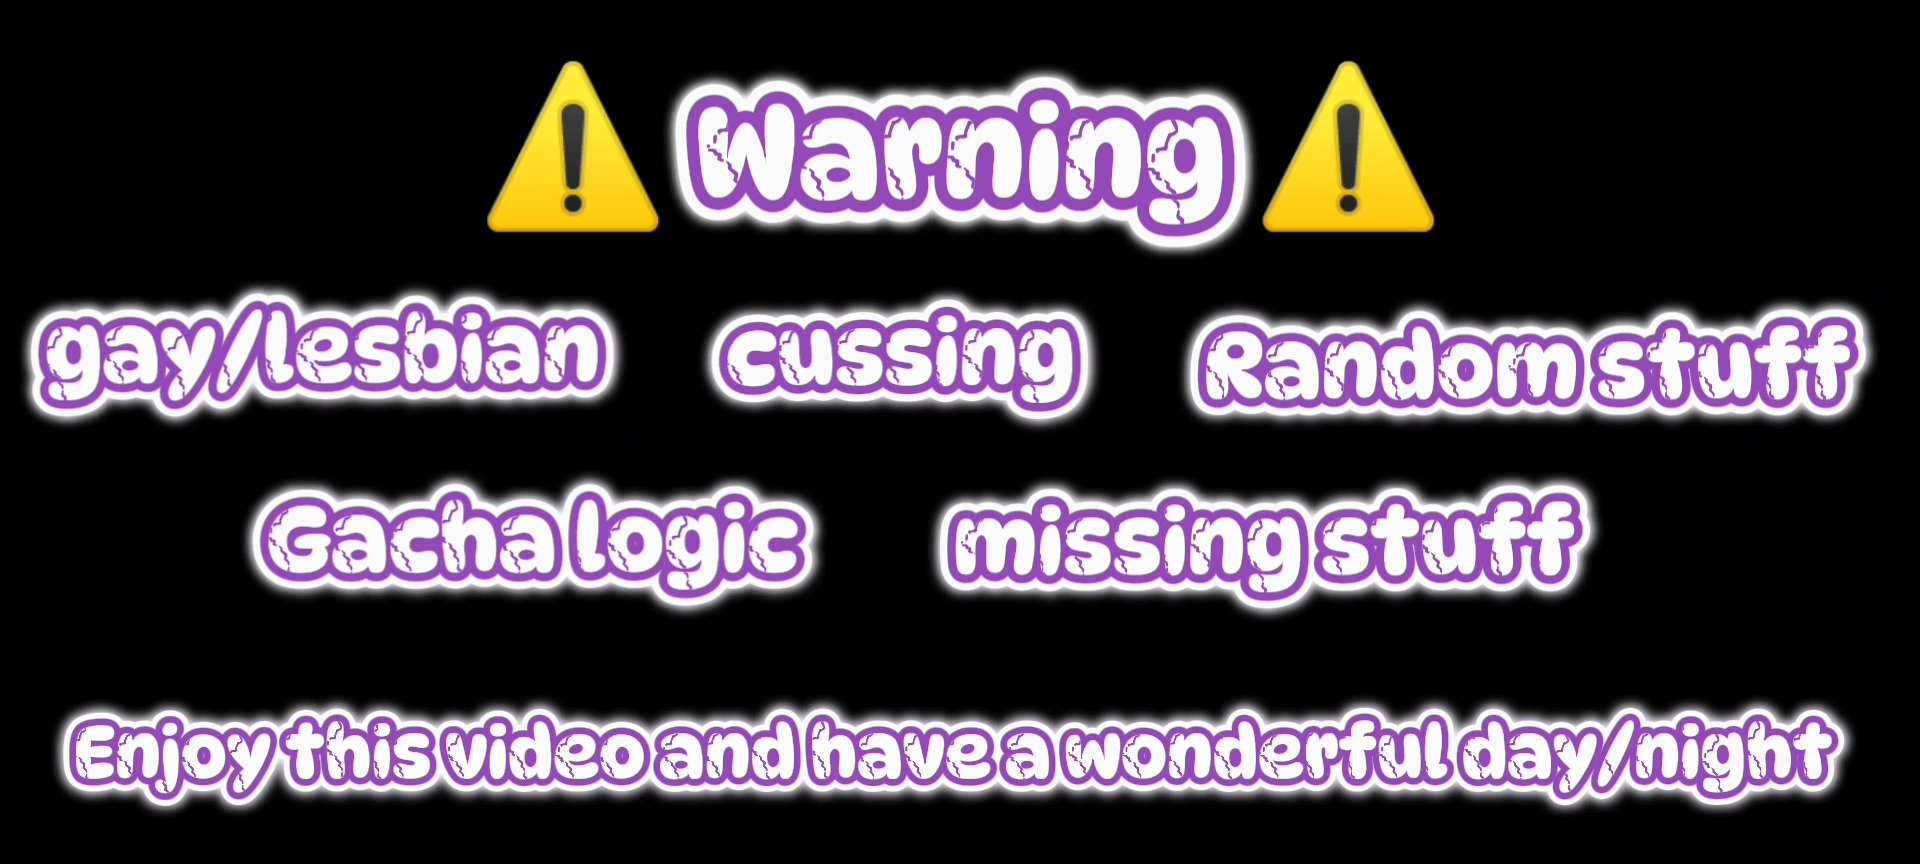 ⚠️ Warning ⚠️
gay/lesbian cussing Random stuff
Gacha logic missing stuff
Enjoy this video and have a wonderful day/night